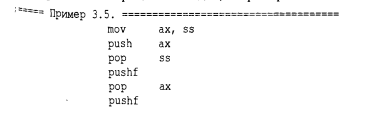 ;===== Пример 3.5. ====================================
mov ax, ss
push ax
pop ss
pushf
pop ax
pushf